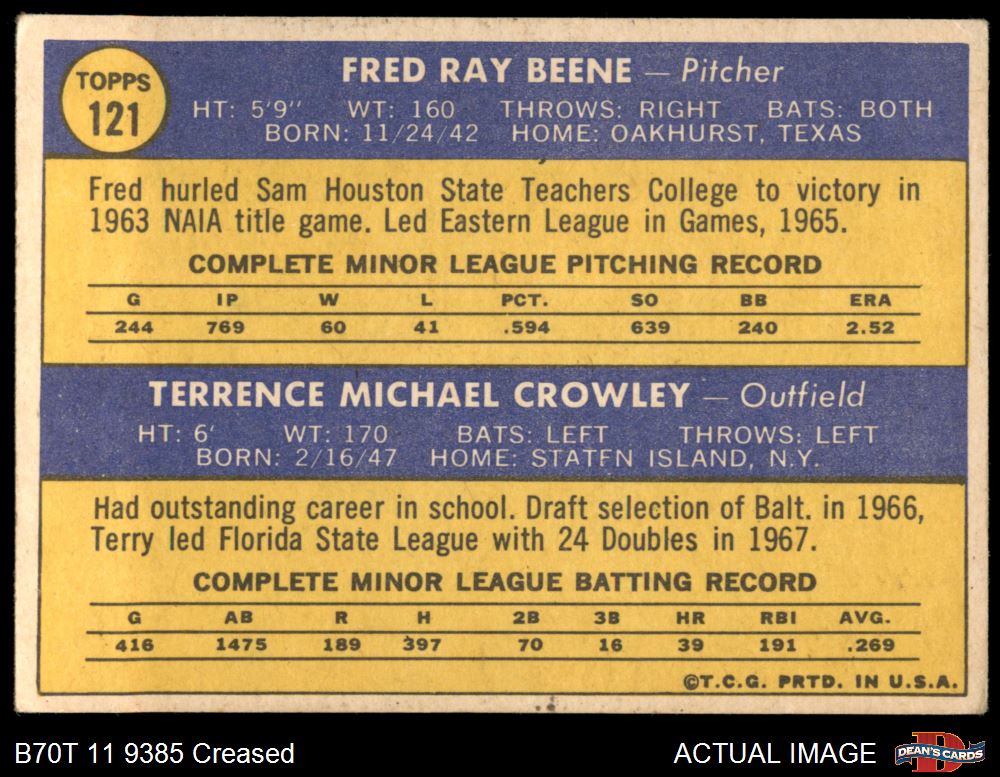 TOPPS
121
FRED RAY BEENE — Pitcher
HT: 5'9" WT: 160 THROWS: RIGHT BATS: BOTH
BORN: 11/24/42 HOME: OAKHURST, TEXAS
Fred hurled Sam Houston State Teachers College to victory in
1963 NAIA title game. Led Eastern League in Games, 1965.
COMPLETE MINOR LEAGUE PITCHING RECORD
G IP W L PCT. SO BB ERA
244 769 60 41 .594 639 240 2.52
TERRENCE MICHAEL CROWLEY — Outfield
HT: 6' WT: 170 BATS: LEFT THROWS: LEFT
BORN: 2/16/47 HOME: STATEN ISLAND, N.Y.
Had outstanding career in school. Draft selection of Balt. in 1966,
Terry led Florida State League with 24 Doubles in 1967.
COMPLETE MINOR LEAGUE BATTING RECORD
G AB R H 2B 3B HR RBI AVG.
416 1475 189 397 70 16 39 191 .269
©T.C.G. PRTD. IN U.S.A.
B70T 11 9385 Creased
ACTUAL IMAGE
DEAN'S CARDS